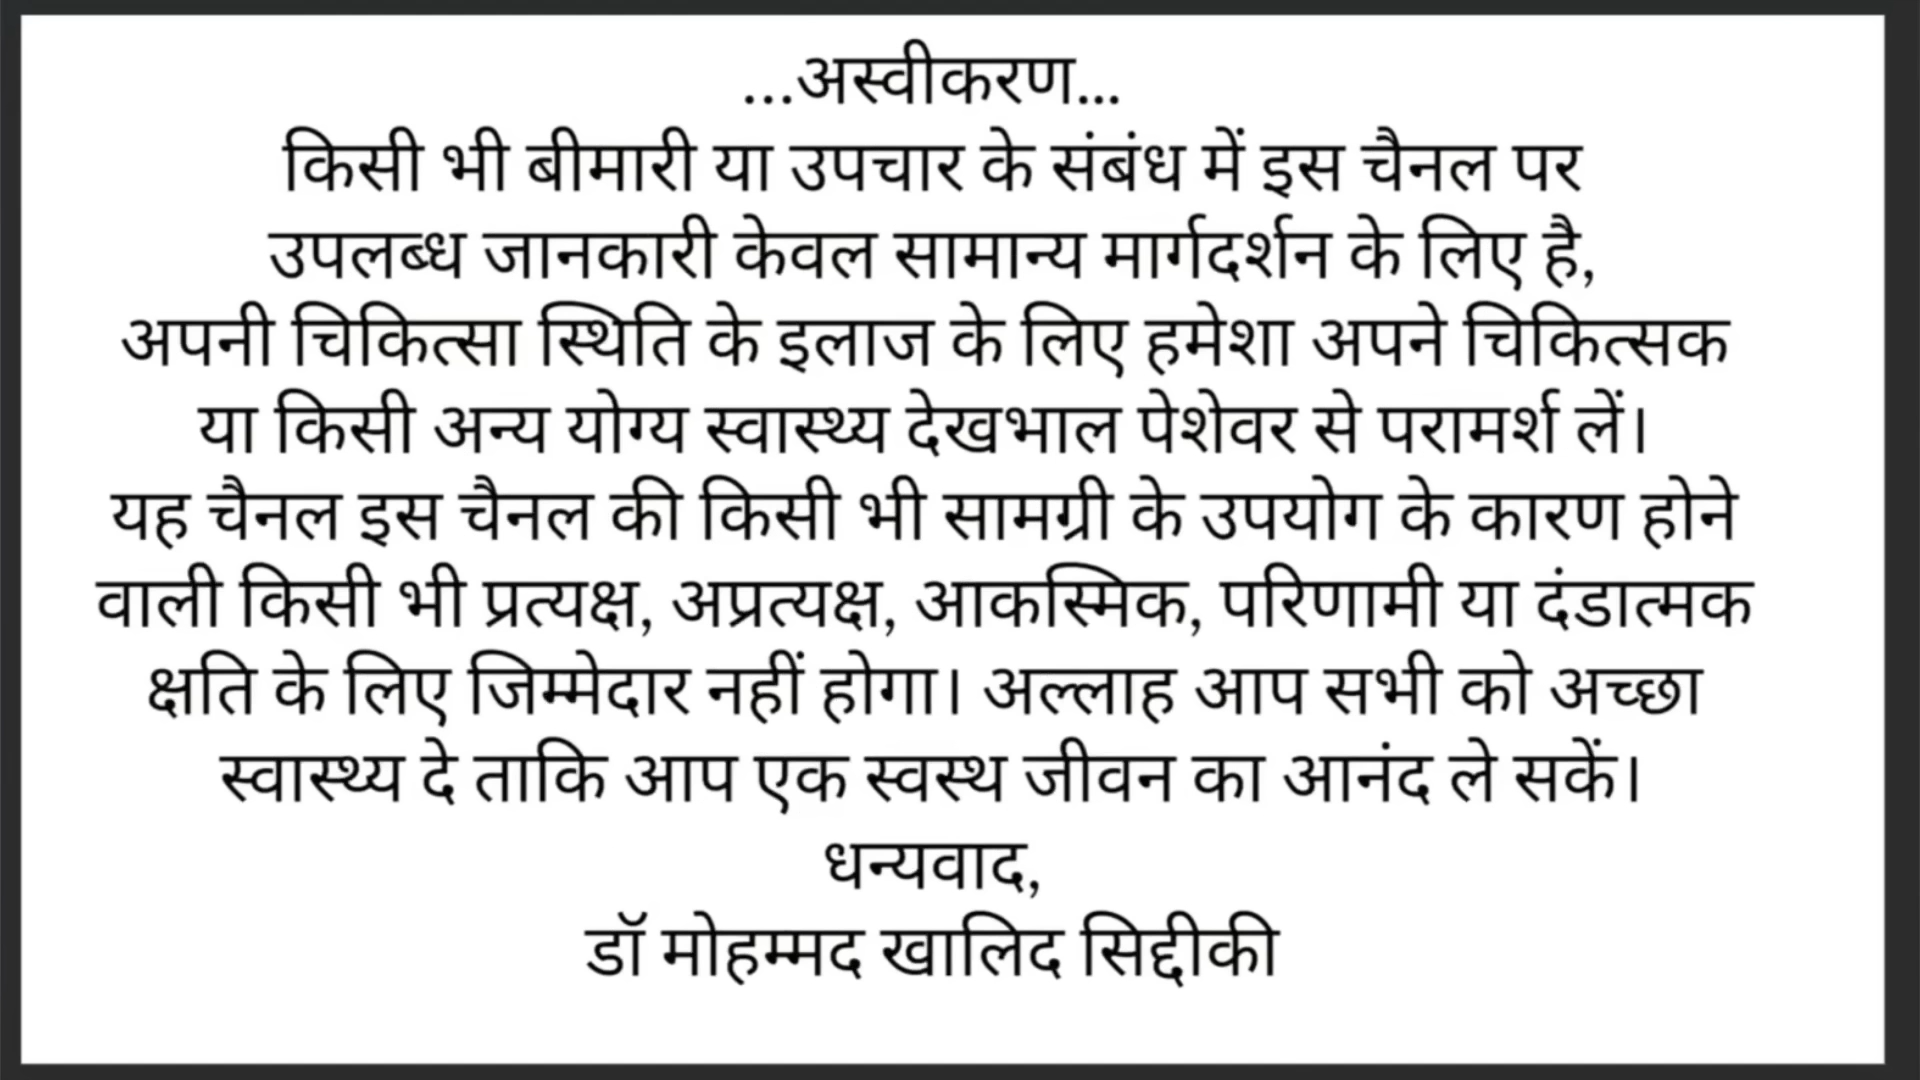 ...अस्वीकरण...
किसी भी बीमारी या उपचार के संबंध में इस चैनल पर
उपलब्ध जानकारी केवल सामान्य मार्गदर्शन के लिए है,
अपनी चिकित्सा स्थिति के इलाज के लिए हमेशा अपने चिकित्सक
या किसी अन्य योग्य स्वास्थ्य देखभाल पेशेवर से परामर्श लें।
यह चैनल इस चैनल की किसी भी सामग्री के उपयोग के कारण होने
वाली किसी भी प्रत्यक्ष, अप्रत्यक्ष, आकस्मिक, परिणामी या दंडात्मक
क्षति के लिए जिम्मेदार नहीं होगा। अल्लाह आप सभी को अच्छा
स्वास्थ्य दे ताकि आप एक स्वस्थ जीवन का आनंद ले सकें।
धन्यवाद,
डॉ मोहम्मद खालिद सिद्दीकी